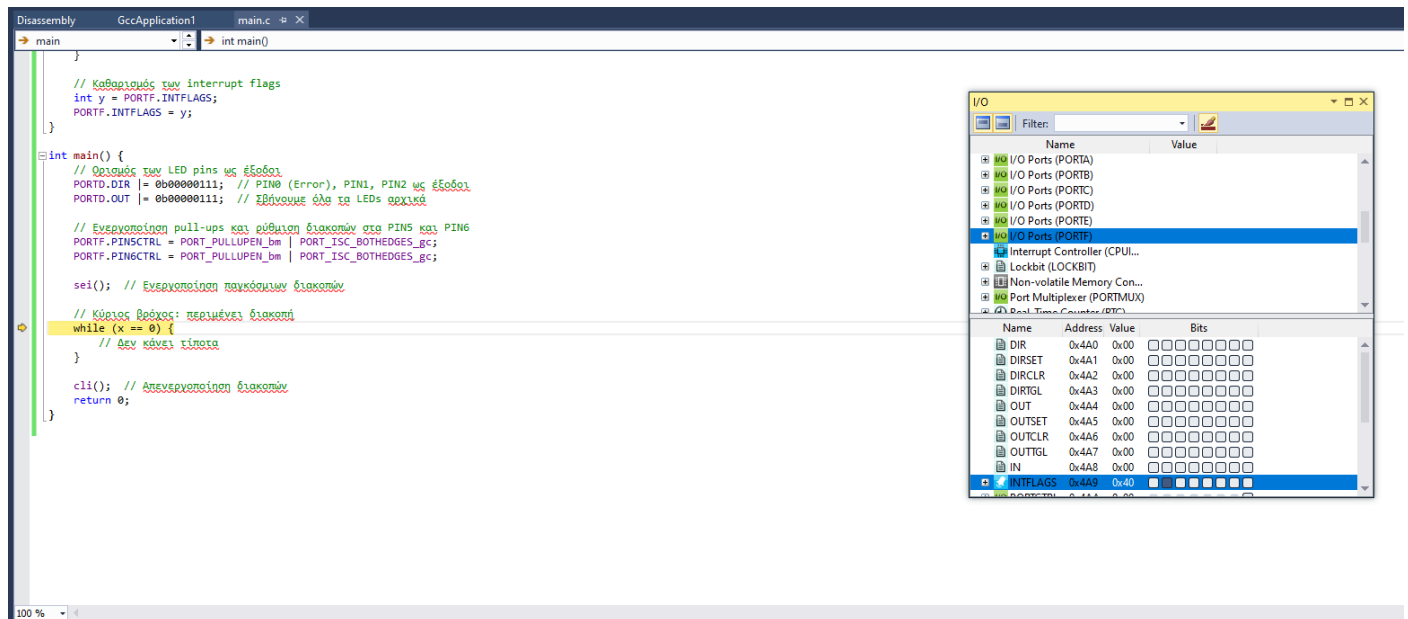 Disassembly GccApplication1 main.c
main int main()
}
// Καθαρισμός των interrupt flags
int y = PORTF.INTFLAGS;
PORTF.INTFLAGS = y;
}
int main() {
// Ορισμός των LED pins ως έξοδοι
PORTD.DIR |= 0b00000111; // PIN0 (Error), PIN1, PIN2 ως έξοδοι
PORTD.OUT |= 0b00000111; // Σβήνουμε όλα τα LEDs αρχικά
// Ενεργοποίηση pull-ups και ρύθμιση διακοπών στα PIN5 και PIN6
PORTF.PIN5CTRL = PORT_PULLUPEN_bm | PORT_ISC_BOTHEDGES_gc;
PORTF.PIN6CTRL = PORT_PULLUPEN_bm | PORT_ISC_BOTHEDGES_gc;
sei(); // Ενεργοποίηση παγκόσμιων διακοπών
// Κύριος βρόχος: περιμένει διακοπή
while (x == 0) {
// Δεν κάνει τίποτα
}
cli(); // Απενεργοποίηση διακοπών
return 0;
}
100 %
I/O
Filter:
Name Value
I/O Ports (PORTA)
I/O Ports (PORTB)
I/O Ports (PORTC)
I/O Ports (PORTD)
I/O Ports (PORTE)
I/O Ports (PORTF)
Interrupt Controller (CPUI...
Lockbit (LOCKBIT)
Non-volatile Memory Con...
Port Multiplexer (PORTMUX)
Real-Time Counter (RTC)
Name Address Value Bits
DIR 0x4A0 0x00
DIRSET 0x4A1 0x00
DIRCLR 0x4A2 0x00
DIRTGL 0x4A3 0x00
OUT 0x4A4 0x00
OUTSET 0x4A5 0x00
OUTCLR 0x4A6 0x00
OUTTGL 0x4A7 0x00
IN 0x4A8 0x00
INTFLAGS 0x4A9 0x40
PORTCTRL 0x4AA 0x00